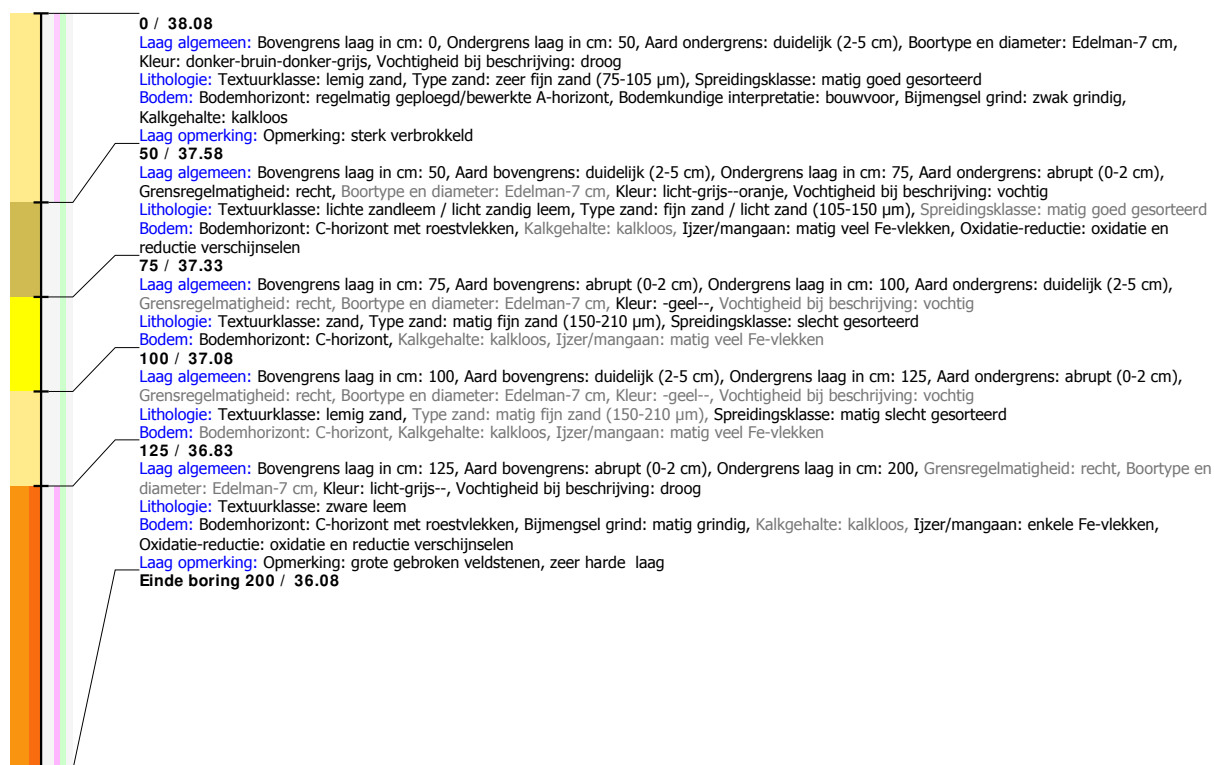 0 / 38.08
Laag algemeen: Bovengrens laag in cm: 0, Ondergrens laag in cm: 50, Aard ondergrens: duidelijk (2-5 cm), Boortype en diameter: Edelman-7 cm,
Kleur: donker-bruin-donker-grijs, Vochtigheid bij beschrijving: droog
Lithologie: Textuurklasse: lemig zand, Type zand: zeer fijn zand (75-105 µm), Spreidingsklasse: matig goed gesorteerd
Bodem: Bodemhorizont: regelmatig geploegd/bewerkte A-horizont, Bodemkundige interpretatie: bouwvoor, Bijmengsel grind: zwak grindig,
Kalkgehalte: kalkloos
Laag opmerking: Opmerking: sterk verbrokkeld
50 / 37.58
Laag algemeen: Bovengrens laag in cm: 50, Aard bovengrens: duidelijk (2-5 cm), Ondergrens laag in cm: 75, Aard ondergrens: abrupt (0-2 cm),
Grensregelmatigheid: recht, Boortype en diameter: Edelman-7 cm, Kleur: licht-grijs--oranje, Vochtigheid bij beschrijving: vochtig
Lithologie: Textuurklasse: lichte zandleem / licht zandig leem, Type zand: fijn zand / licht zand (105-150 µm), Spreidingsklasse: matig goed gesorteerd
Bodem: Bodemhorizont: C-horizont met roestvlekken, Kalkgehalte: kalkloos, Ijzer/mangaan: matig veel Fe-vlekken, Oxidatie-reductie: oxidatie en
reductie verschijnselen
75 / 37.33
Laag algemeen: Bovengrens laag in cm: 75, Aard bovengrens: abrupt (0-2 cm), Ondergrens laag in cm: 100, Aard ondergrens: duidelijk (2-5 cm),
Grensregelmatigheid: recht, Boortype en diameter: Edelman-7 cm, Kleur: -geel--, Vochtigheid bij beschrijving: vochtig
Lithologie: Textuurklasse: zand, Type zand: matig fijn zand (150-210 µm), Spreidingsklasse: slecht gesorteerd
Bodem: Bodemhorizont: C-horizont, Kalkgehalte: kalkloos, Ijzer/mangaan: matig veel Fe-vlekken
100 / 37.08
Laag algemeen: Bovengrens laag in cm: 100, Aard bovengrens: duidelijk (2-5 cm), Ondergrens laag in cm: 125, Aard ondergrens: abrupt (0-2 cm),
Grensregelmatigheid: recht, Boortype en diameter: Edelman-7 cm, Kleur: -geel--, Vochtigheid bij beschrijving: vochtig
Lithologie: Textuurklasse: lemig zand, Type zand: matig fijn zand (150-210 µm), Spreidingsklasse: matig slecht gesorteerd
Bodem: Bodemhorizont: C-horizont, Kalkgehalte: kalkloos, Ijzer/mangaan: matig veel Fe-vlekken
125 / 36.83
Laag algemeen: Bovengrens laag in cm: 125, Aard bovengrens: abrupt (0-2 cm), Ondergrens laag in cm: 200, Grensregelmatigheid: recht, Boortype en
diameter: Edelman-7 cm, Kleur: licht-grijs--, Vochtigheid bij beschrijving: droog
Lithologie: Textuurklasse: zware leem
Bodem: Bodemhorizont: C-horizont met roestvlekken, Bijmengsel grind: matig grindig, Kalkgehalte: kalkloos, Ijzer/mangaan: enkele Fe-vlekken,
Oxidatie-reductie: oxidatie en reductie verschijnselen
Laag opmerking: Opmerking: grote gebroken veldstenen, zeer harde laag
Einde boring 200 / 36.08